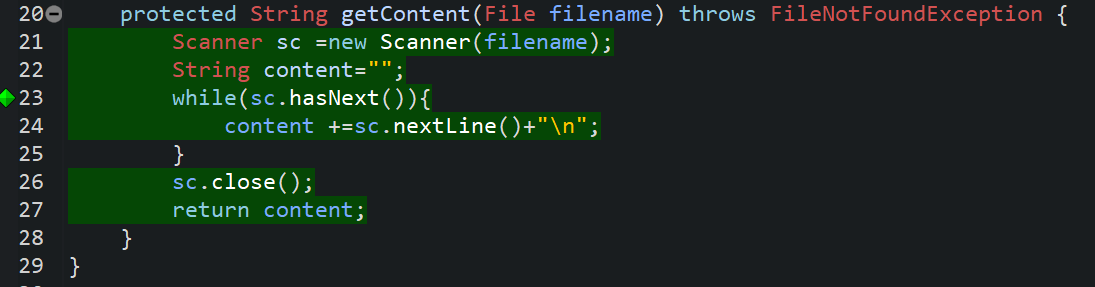 20 protected String getContent(File filename) throws FileNotFoundException {
21 Scanner sc =new Scanner(filename);
22 String content="";
23 while(sc.hasNext()){
24 content +=sc.nextLine()+"\n";
25 }
26 sc.close();
27 return content;
28 }
29 }